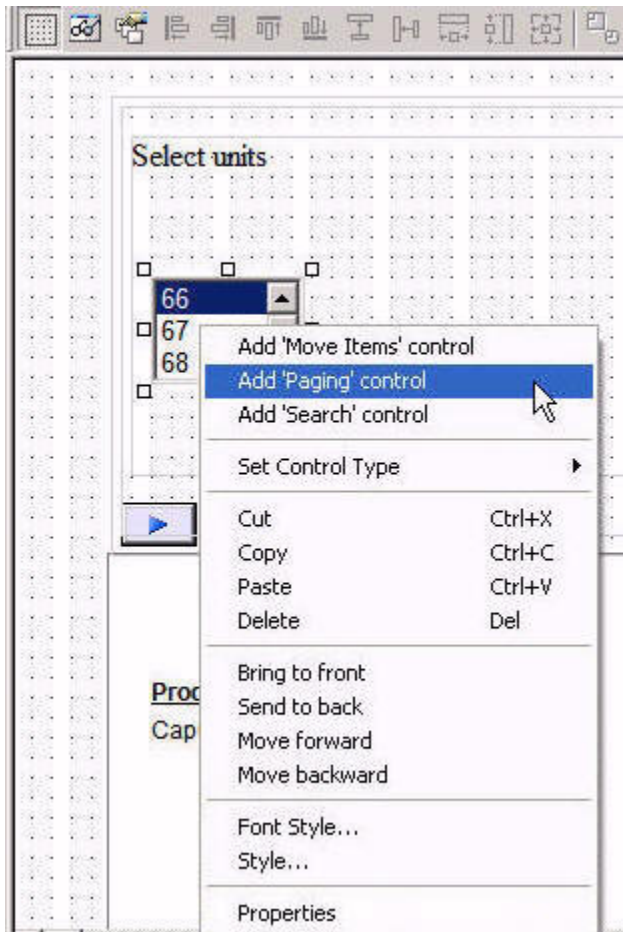 Select units
66
67
68
Add 'Move Items' control
Add 'Paging' control
Add 'Search' control
Set Control Type
Cut Ctrl+X
Copy Ctrl+C
Paste Ctrl+V
Delete Del
Bring to front
Prod
Send to back
Cap
Move forward
Move backward
Font Style...
Style...
Properties